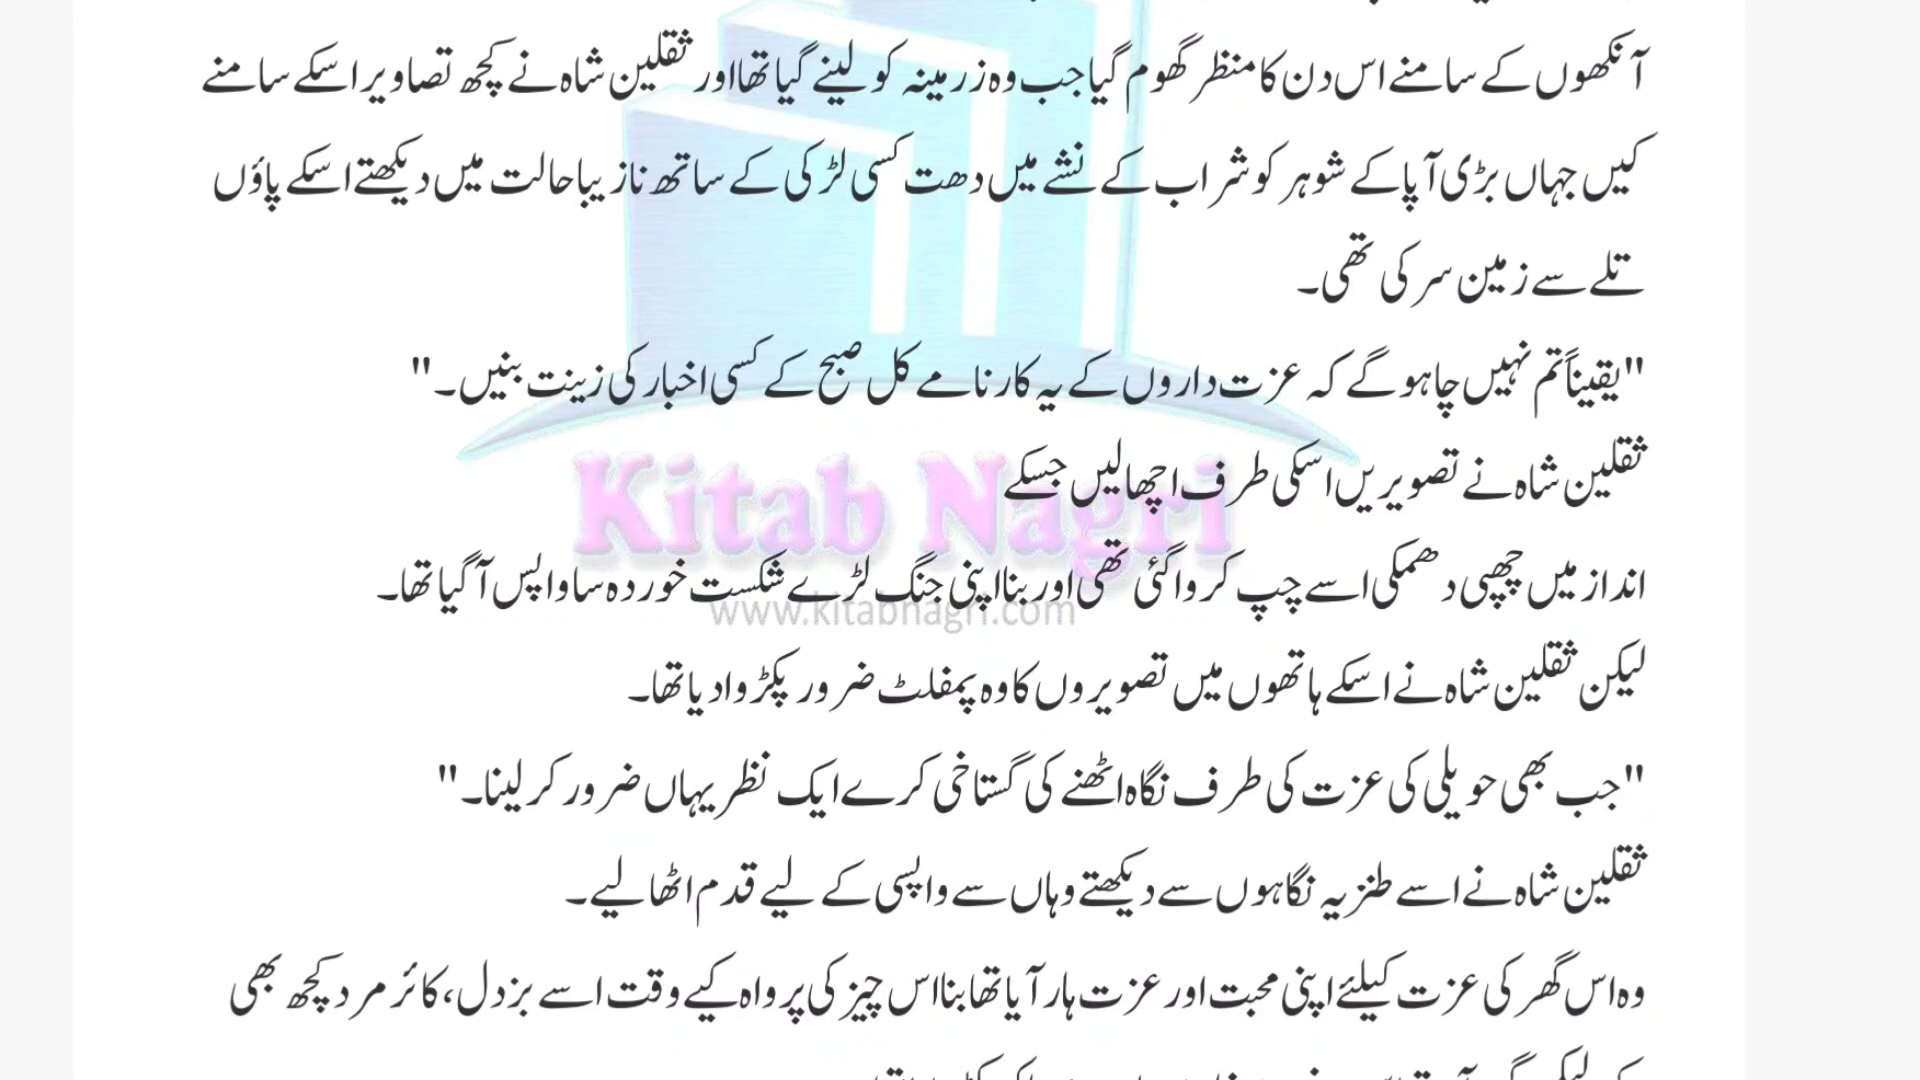 آنکھوں کے سامنے اس دن کا منظر گھوم گیا جب وہ زرمینہ کو لینے گیا تھا اور ثقلین شاہ نے کچھ تصاویر اسکے سامنے
کیں جہاں بڑی آپا کے شوہر کو شراب کے نشے میں دھت کسی لڑکی کے ساتھ نازیبا حالت میں دیکھتے اسکے پاؤں
تلے سے زمین سرکی تھی۔
"یقیناً تم نہیں چاہو گے کہ عزت داروں کے یہ کارنامے کل صبح کے کسی اخبار کی زینت بنیں۔"
ثقلین شاہ نے تصویریں اسکی طرف اچھالیں جسکے
Kitab Nagri
انداز میں چھپی دھمکی اسے چپ کروا گئی تھی اور بنا اپنی جنگ لڑے شکست خوردہ سا واپس آ گیا تھا۔
www.kitabnagri.com
لیکن ثقلین شاہ نے اسکے ہاتھوں میں تصویروں کا وہ پمفلٹ ضرور پکڑوا دیا تھا۔
"جب بھی حویلی کی عزت کی طرف نگاہ اٹھنے کی گستاخی کرے ایک نظر یہاں ضرور کر لینا۔"
ثقلین شاہ نے اسے طنزیہ نگاہوں سے دیکھتے وہاں سے واپسی کے لیے قدم اٹھا لیے۔
وہ اس گھر کی عزت کیلئے اپنی محبت اور عزت ہار آیا تھا بنا اس چیز کی پرواہ کیے وقت اسے بزدل، کائر مرد کچھ بھی